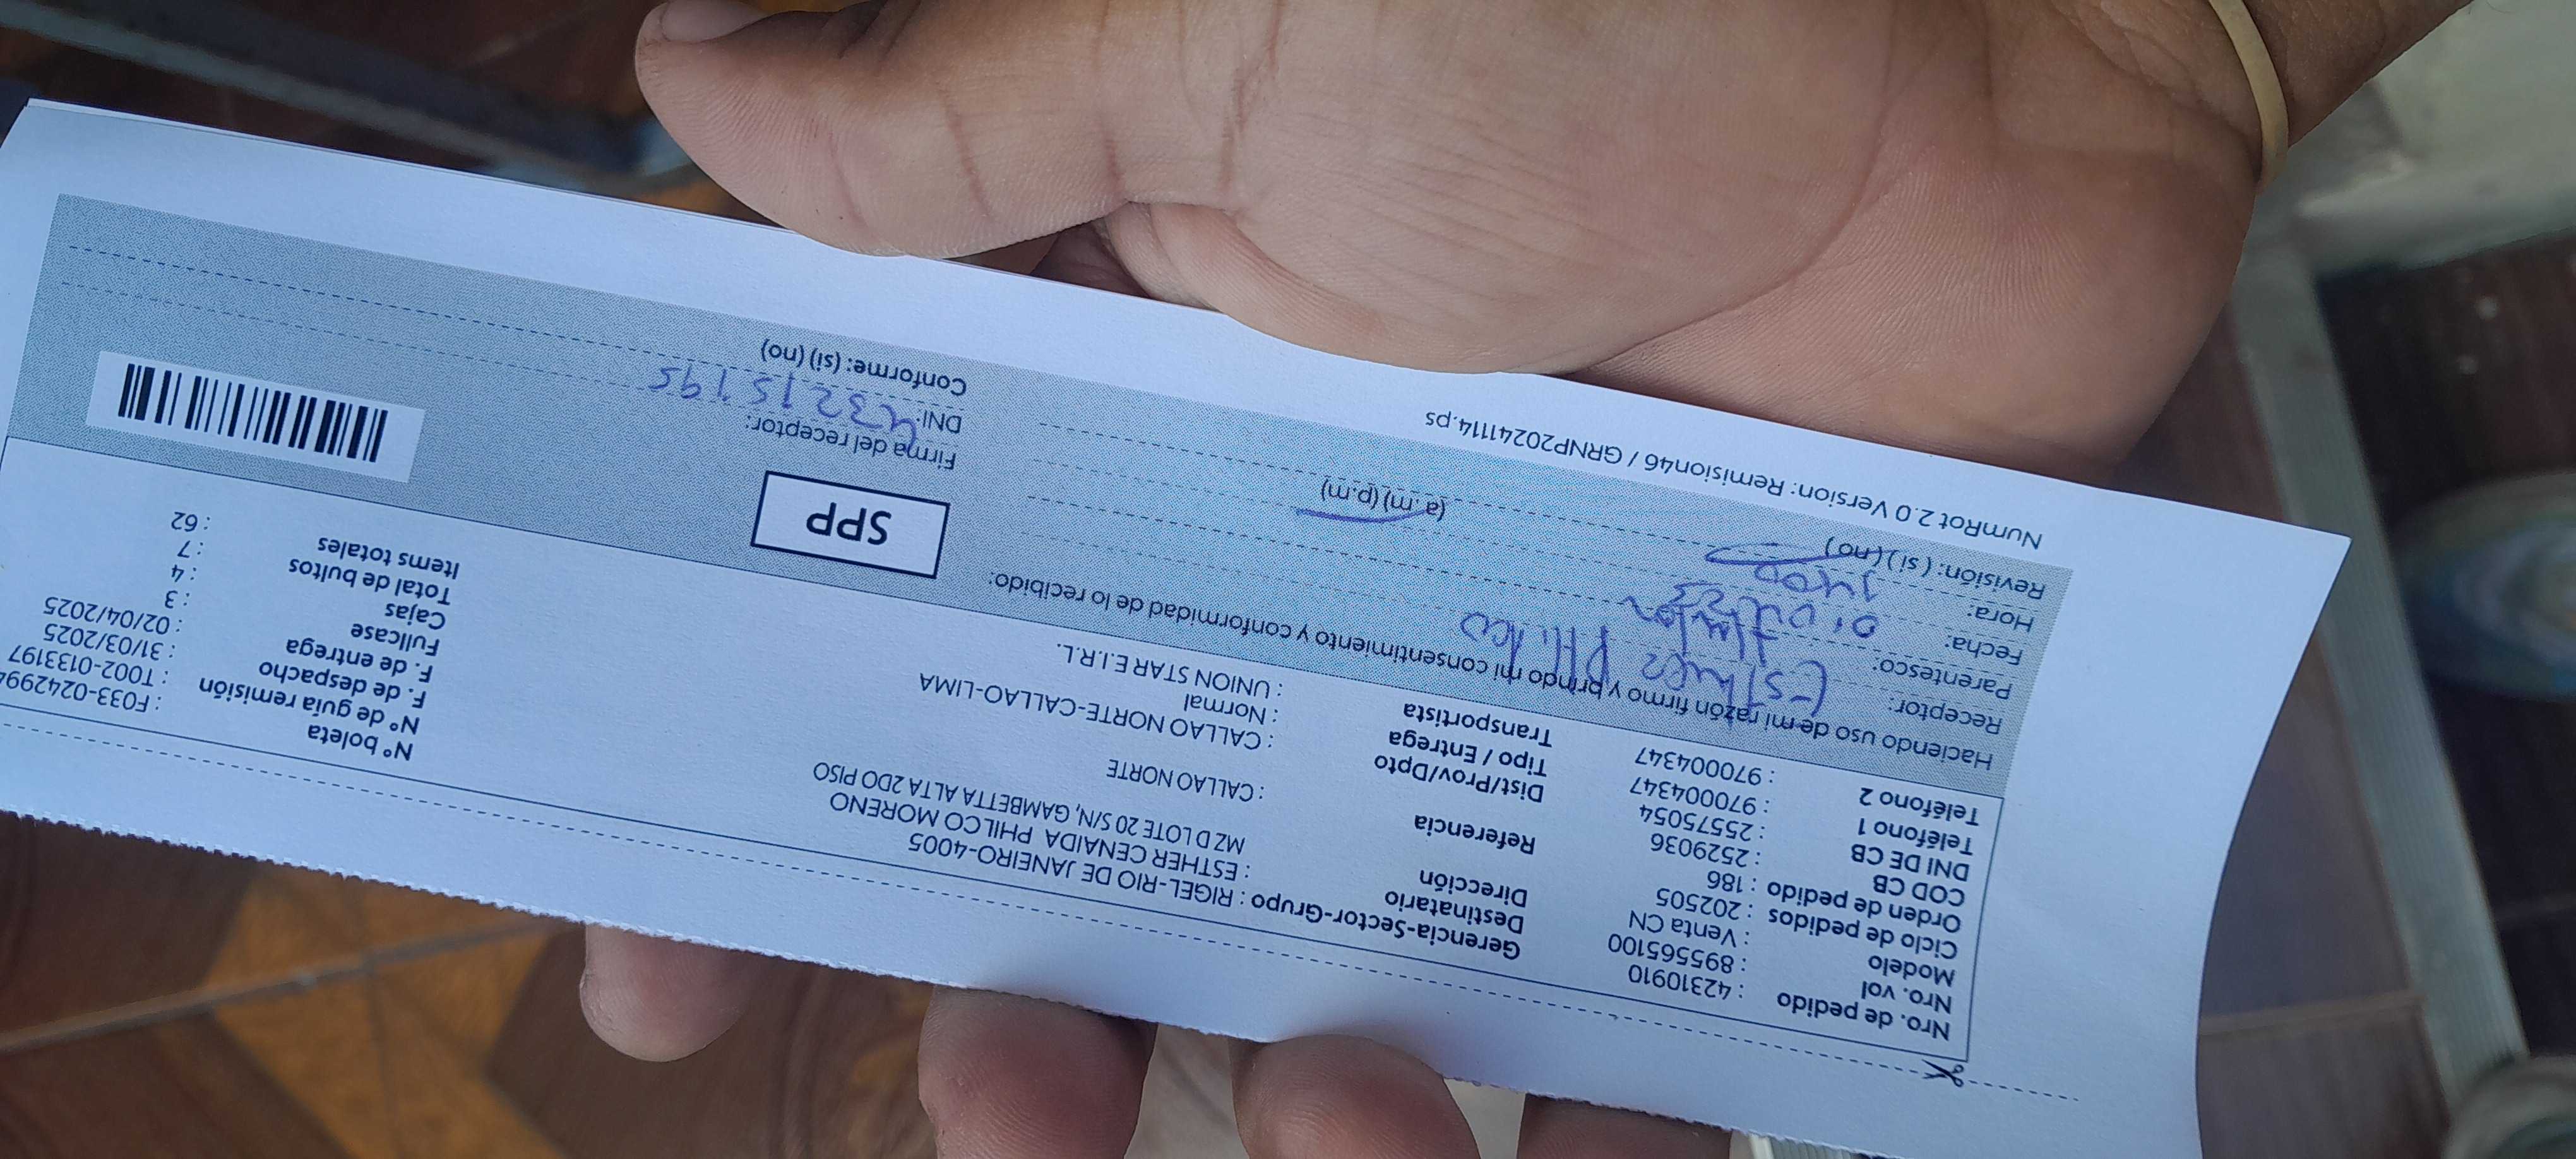 Nro. de pedido : 42310910
Nro. vol : 895565100
Modelo : Venta CN
Ciclo de pedidos : 202505
Orden de pedido : 186
COD CB : 2529036
DNI DE CB : 25575054
Teléfono 1 : 970004347
Teléfono 2 : 970004347
Gerencia-Sector-Grupo : RIGEL-RIO DE JANEIRO-4005
Destinatario : ESTHER CENAIDA PHILCO MORENO
Dirección MZ D LOTE 20 S/N, GAMBETTA ALTA 2DO PISO
Referencia : CALLAO NORTE
Dist/Prov/Dpto : CALLAO NORTE-CALLAO-LIMA
Tipo / Entrega : Normal
Transportista : UNION STAR E.I.R.L.
N° boleta : F033-0242994
N° de guía remisión : T002-0133197
F. de despacho : 31/03/2025
F. de entrega : 02/04/2025
Fullcase : 3
Cajas : 4
Total de bultos : 7
Items totales : 62
Haciendo uso de mi razón firmo y brindo mi consentimiento y conformidad de lo recibido:
Receptor: Esther Philco
Parentesco:
Fecha:
Hora: 1400 (a.m) (p.m)
Revisión: (si) (no)
SPP
Firma del receptor:
DNI: 43215195
Conforme: (si) (no)
NumRot 2.0 Version: Remision46 / GRNP20241114.ps